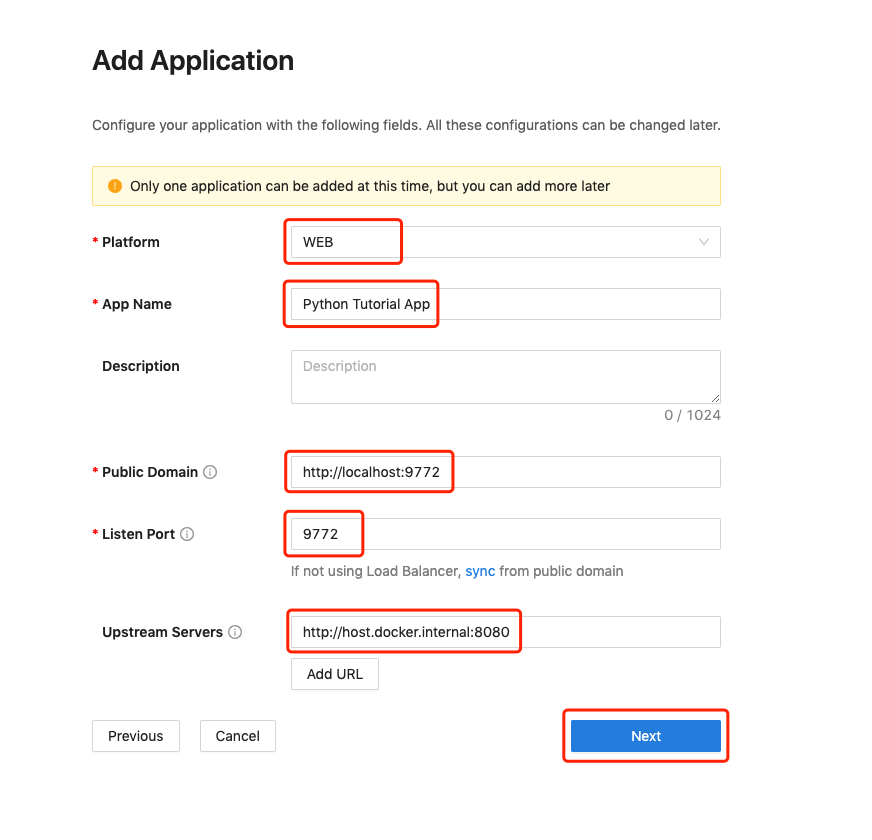 Add Application
Configure your application with the following fields. All these configurations can be changed later.
Only one application can be added at this time, but you can add more later
* Platform WEB
* App Name Python Tutorial App
Description Description
0 / 1024
* Public Domain http://localhost:9772
* Listen Port 9772
If not using Load Balancer, sync from public domain
Upstream Servers http://host.docker.internal:8080
Add URL
Previous Cancel Next